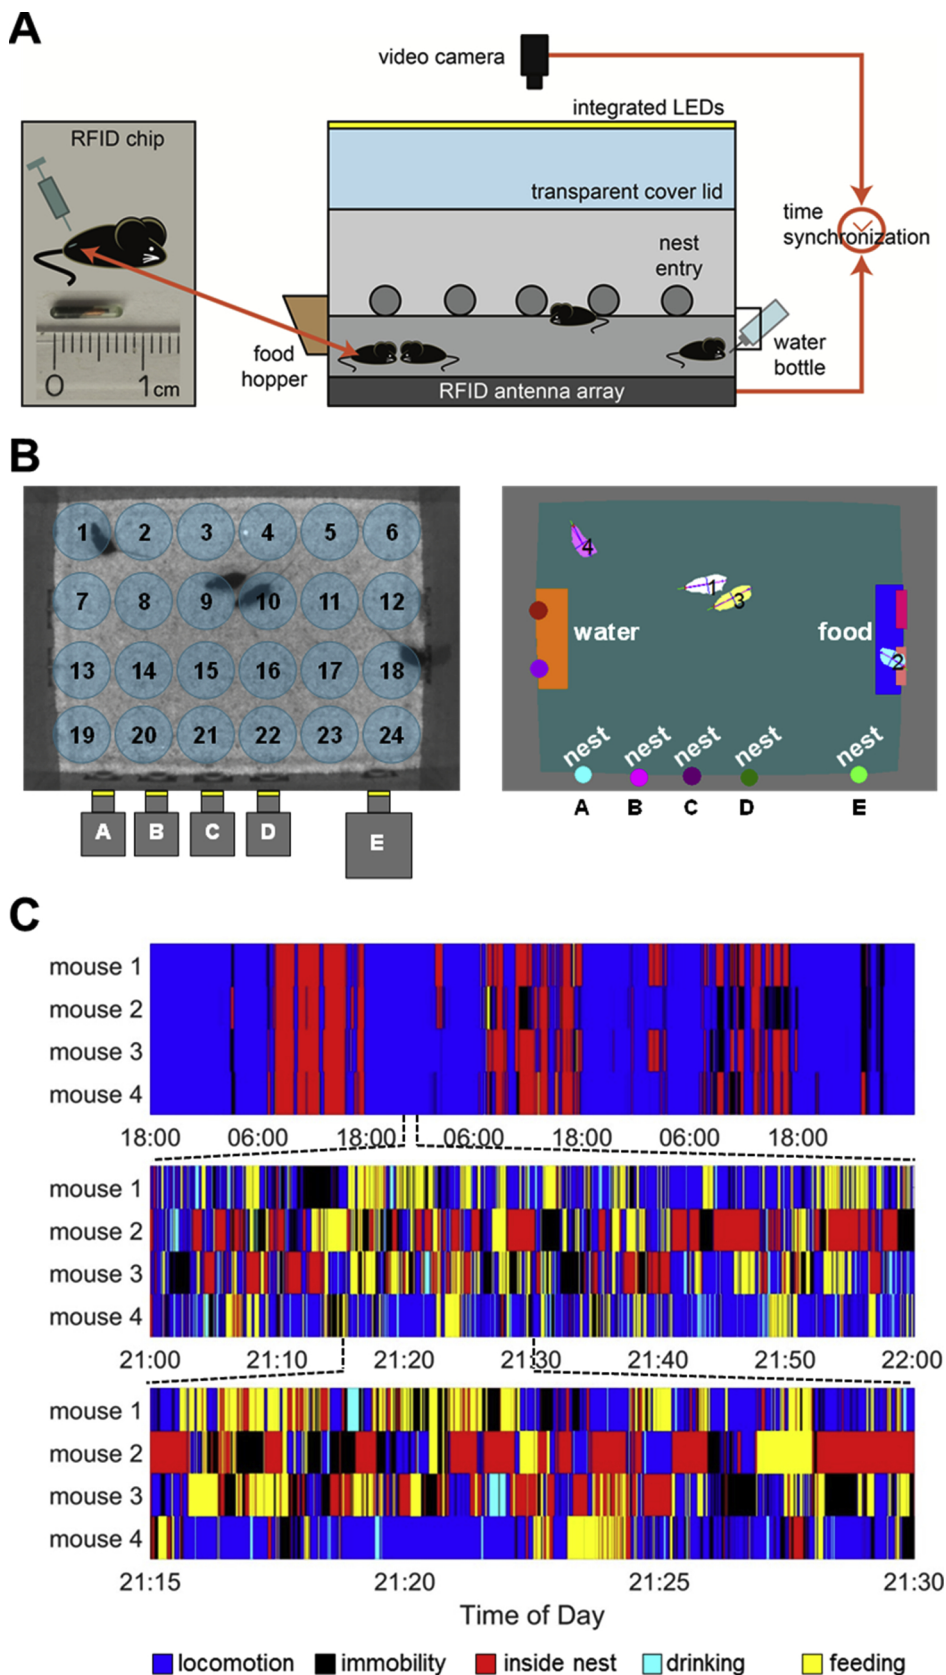 A
video camera
integrated LEDs
RFID chip
transparent cover lid
time
synchronization
nest
entry
food
hopper
water
bottle
0 1 cm
RFID antenna array
B
1 2 3 4 5 6
7 8 9 10 11 12
13 14 15 16 17 18
19 20 21 22 23 24
A B C D E
4
1
3
water
food
2
nest nest nest nest nest
A B C D E
C
mouse 1
mouse 2
mouse 3
mouse 4
18:00 06:00 18:00 06:00 18:00 06:00 18:00
mouse 1
mouse 2
mouse 3
mouse 4
21:00 21:10 21:20 21:30 21:40 21:50 22:00
mouse 1
mouse 2
mouse 3
mouse 4
21:15 21:20 21:25 21:30
Time of Day
locomotion immobility inside nest drinking feeding